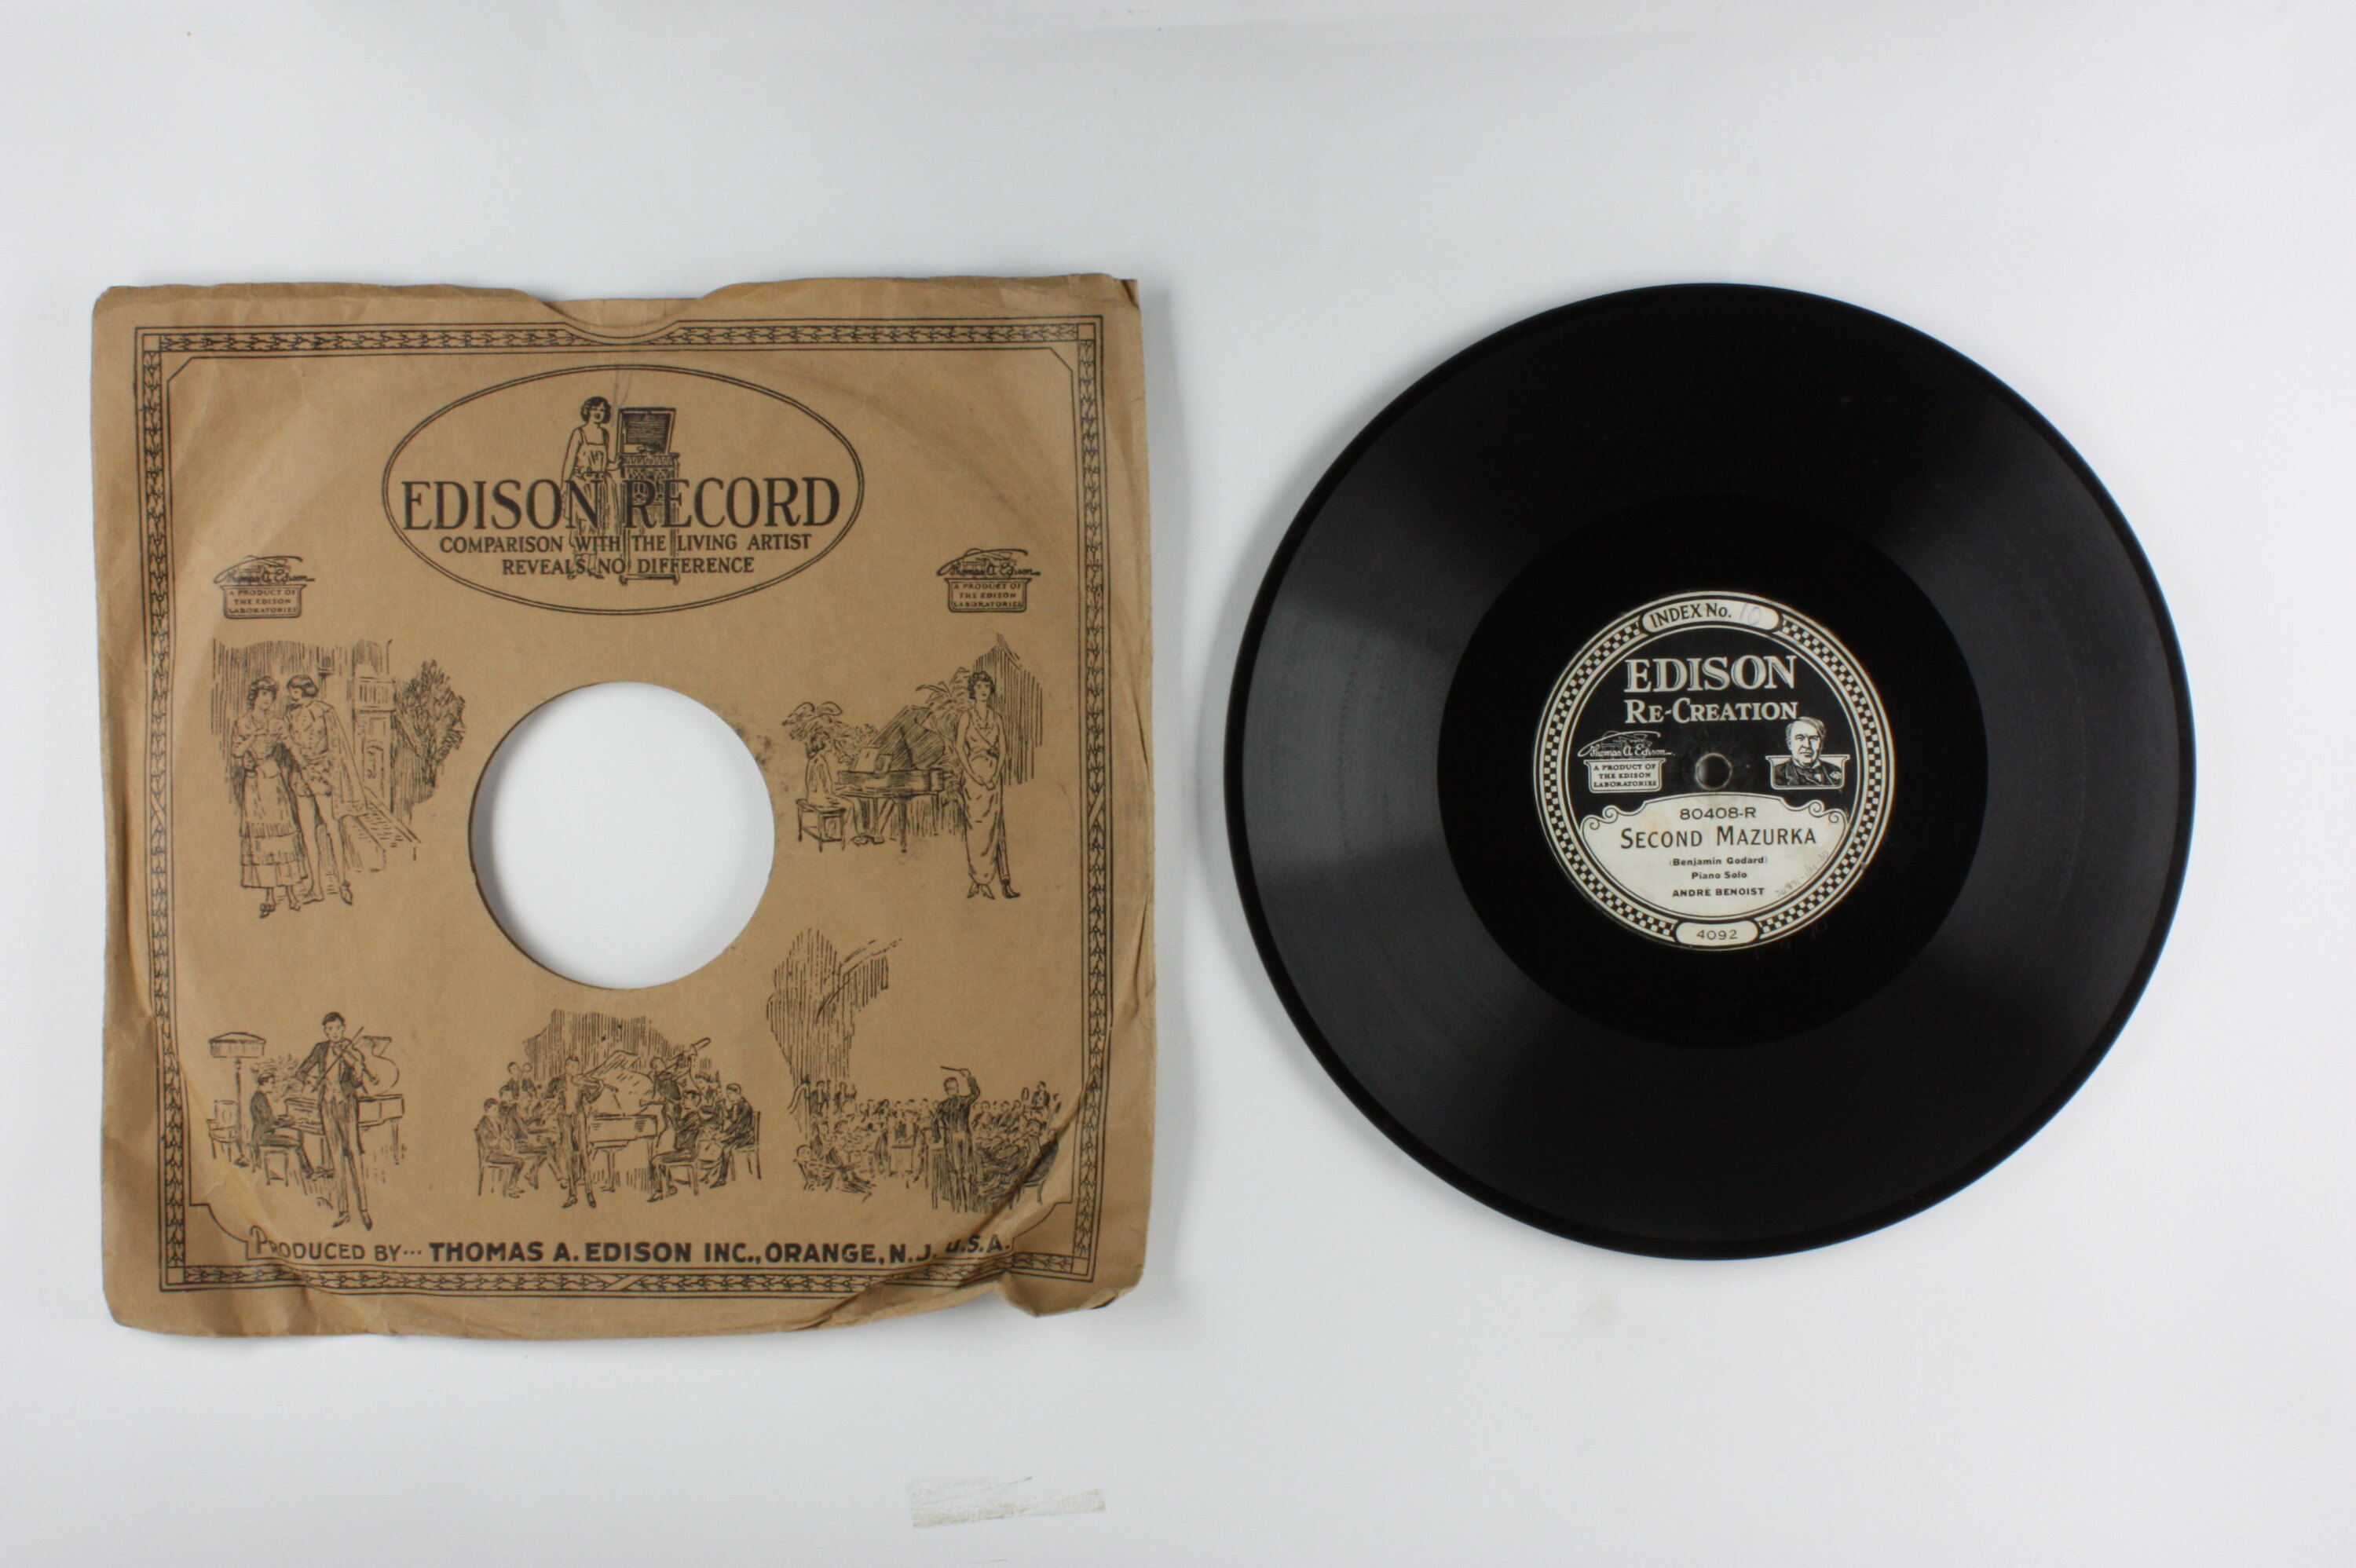 EDISON RECORD
COMPARISON WITH THE LIVING ARTIST
REVEALS NO DIFFERENCE
Thomas A. Edison
A PRODUCT OF
THE EDISON
LABORATORIES
Thomas A. Edison
A PRODUCT OF
THE EDISON
LABORATORIES
PRODUCED BY... THOMAS A. EDISON INC., ORANGE, N.J. U.S.A.
INDEX No. 10
EDISON
RE-CREATION
Thomas A. Edison
A PRODUCT OF
THE EDISON
LABORATORIES
80408-R
SECOND MAZURKA
(Benjamin Godard)
Piano Solo
ANDRÉ BENOIST
4092